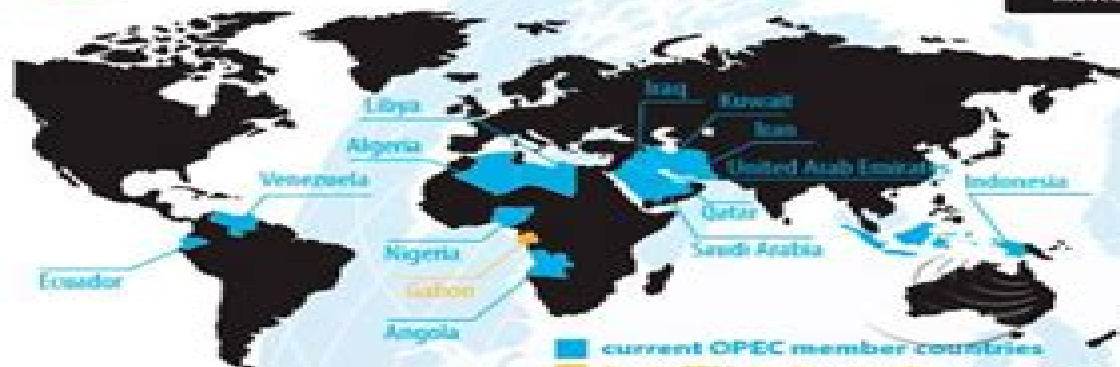 Iraq
Kuwait
Libya
Iran
Algeria
United Arab Emirates
Venezuela
Indonesia
Qatar
Nigeria
Saudi Arabia
Ecuador
Gabon
Angola
current OPEC member countries